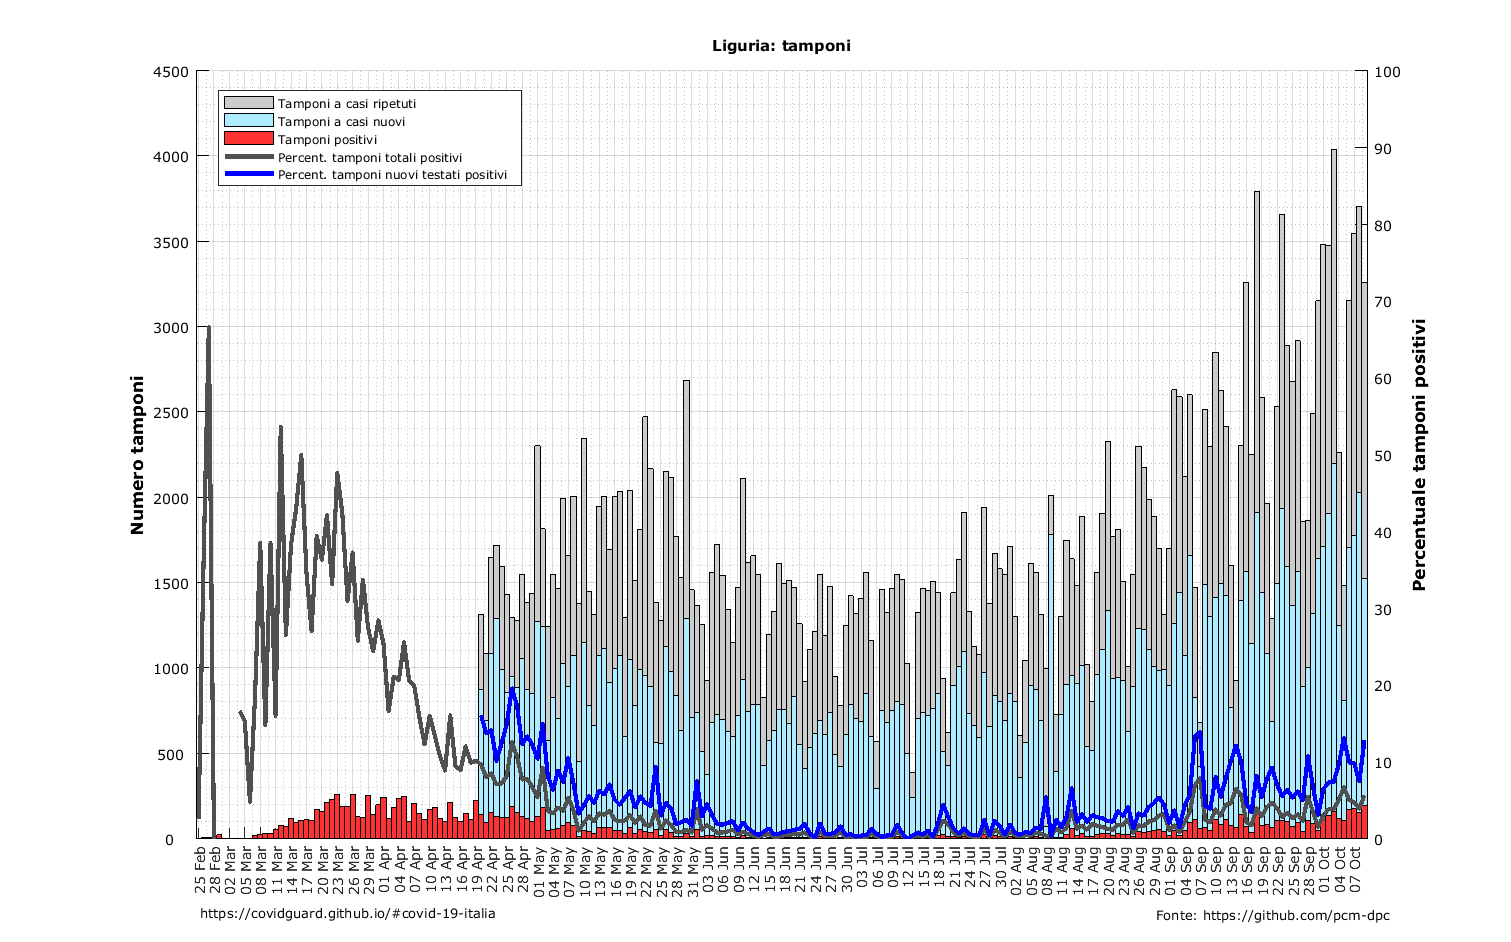 Liguria: tamponi
4500
4000
3500
3000
2500
2000
1500
1000
500
0
Numero tamponi
Tamponi a casi ripetuti
Tamponi a casi nuovi
Tamponi positivi
Percent. tamponi totali positivi
Percent. tamponi nuovi testati positivi
100
90
80
70
60
50
40
30
20
10
0
Percentuale tamponi positivi
25 Feb
28 Feb
02 Mar
05 Mar
08 Mar
11 Mar
14 Mar
17 Mar
20 Mar
23 Mar
26 Mar
29 Mar
01 Apr
04 Apr
07 Apr
10 Apr
13 Apr
16 Apr
19 Apr
22 Apr
25 Apr
28 Apr
01 May
04 May
07 May
10 May
13 May
16 May
19 May
22 May
25 May
28 May
31 May
03 Jun
06 Jun
09 Jun
12 Jun
15 Jun
18 Jun
21 Jun
24 Jun
27 Jun
30 Jun
03 Jul
06 Jul
09 Jul
12 Jul
15 Jul
18 Jul
21 Jul
24 Jul
27 Jul
30 Jul
02 Aug
05 Aug
08 Aug
11 Aug
14 Aug
17 Aug
20 Aug
23 Aug
26 Aug
29 Aug
01 Sep
04 Sep
07 Sep
10 Sep
13 Sep
16 Sep
19 Sep
22 Sep
25 Sep
28 Sep
01 Oct
04 Oct
07 Oct
https://covidguard.github.io/#covid-19-italia
Fonte: https://github.com/pcm-dpc